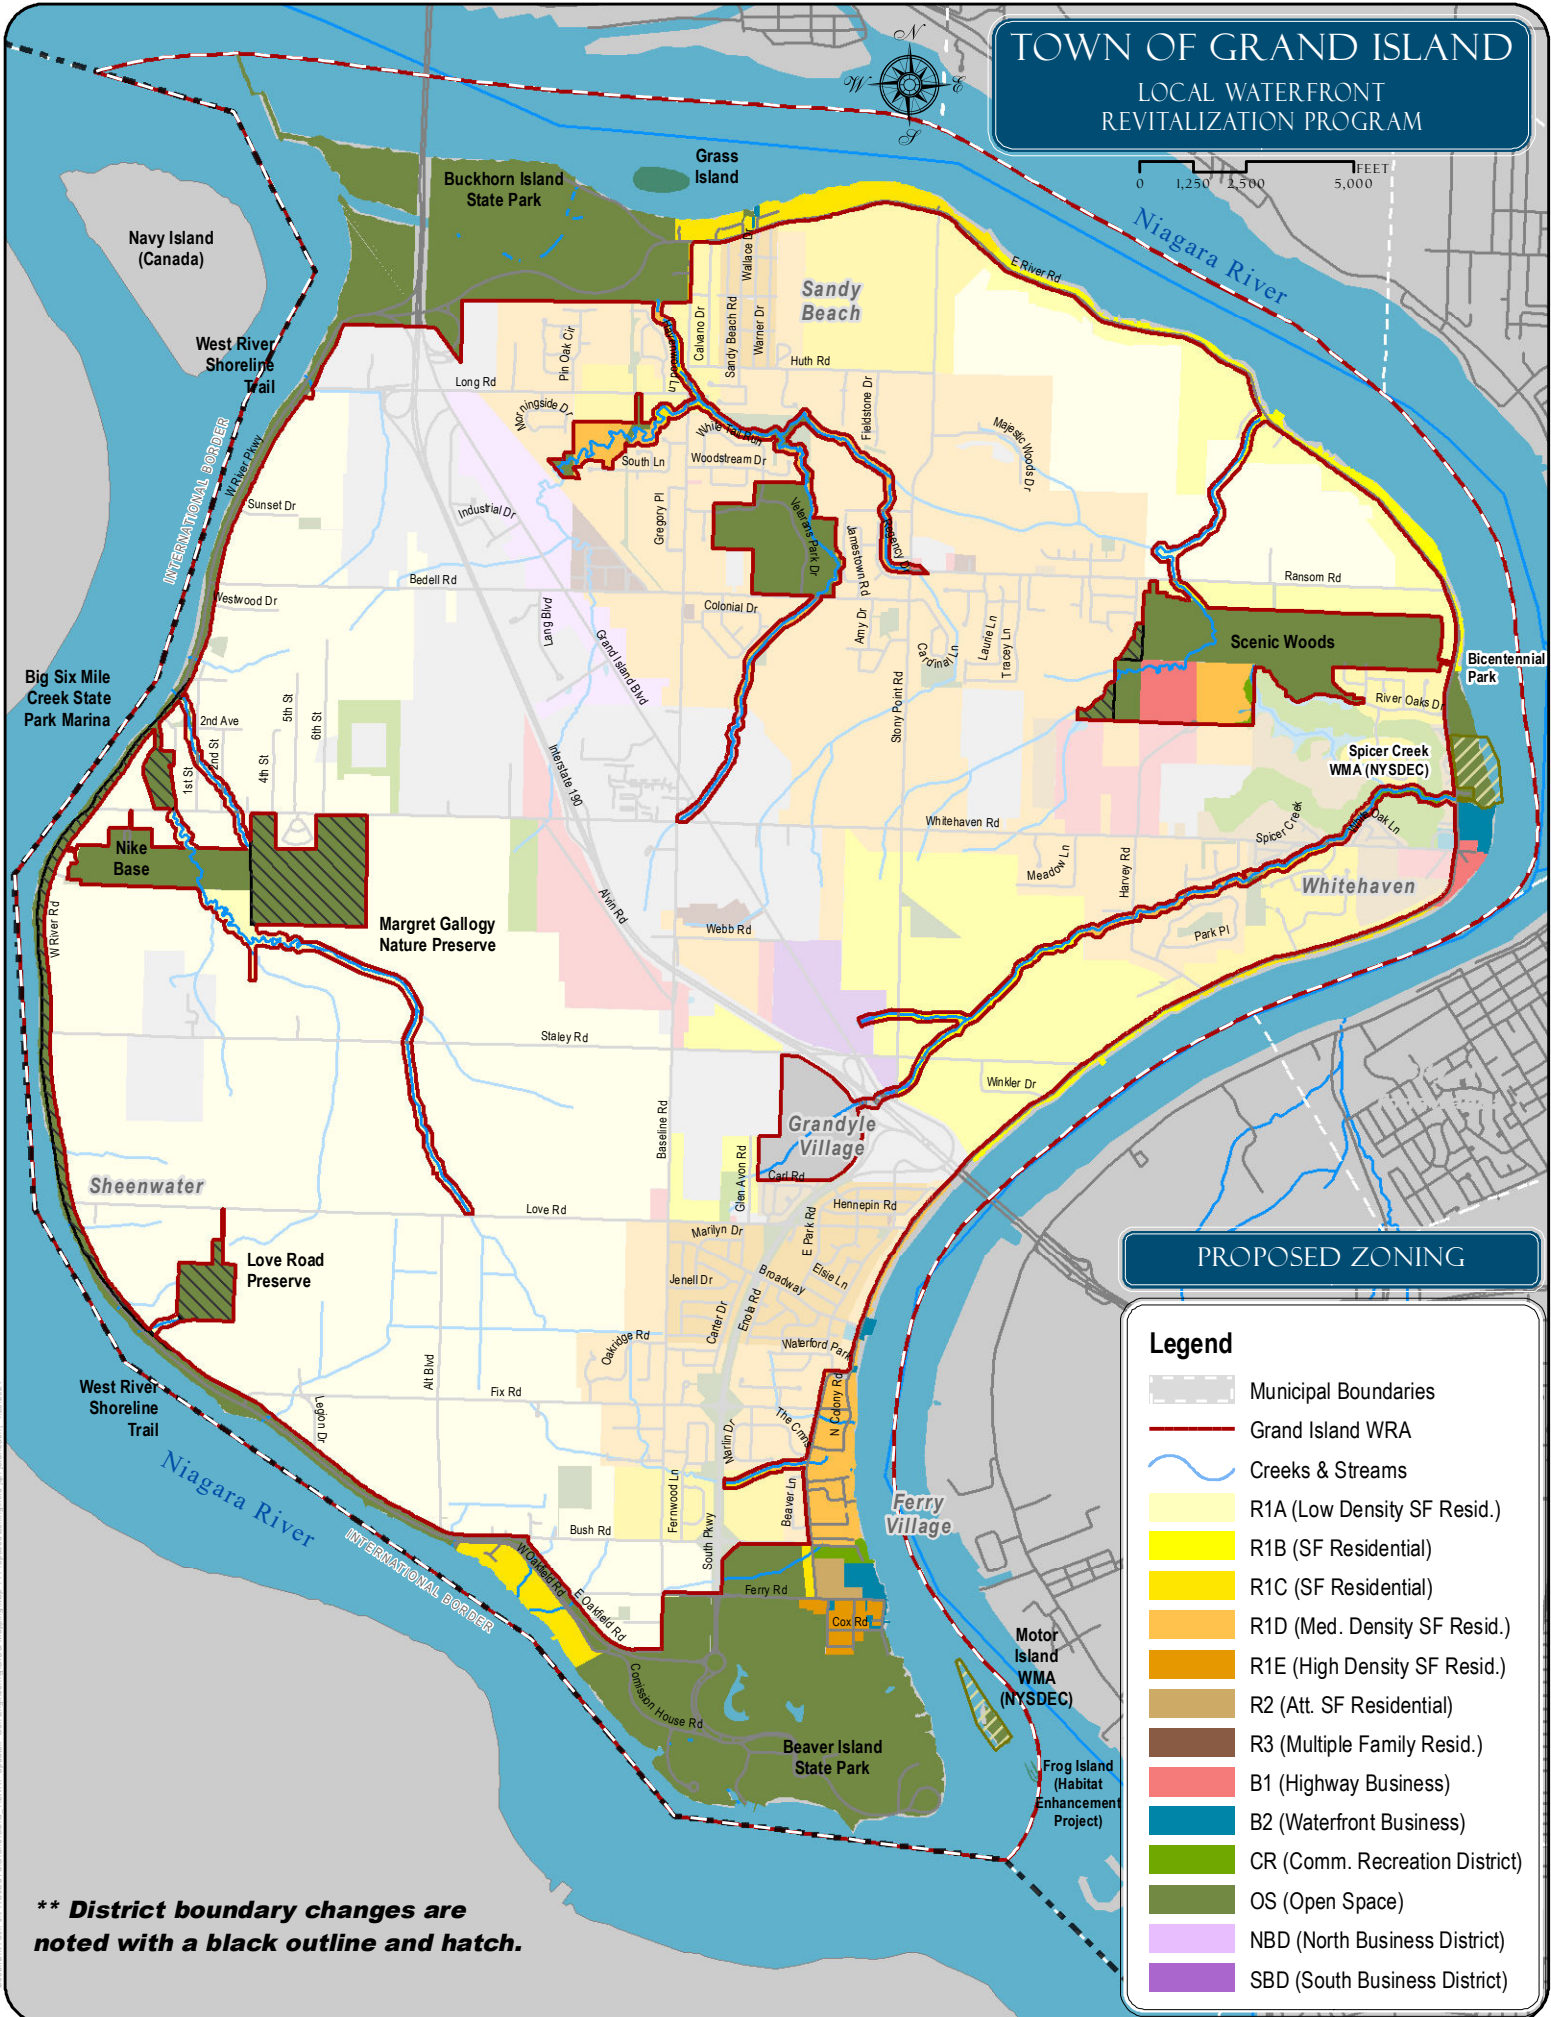 TOWN OF GRAND ISLAND
LOCAL WATERFRONT
REVITALIZATION PROGRAM
N
W
E
S
FEET
0 1,250 2,500 5,000
Grass
Island
Buckhorn Island
State Park
Navy Island
(Canada)
Niagara River
West River
Shoreline
Trail
INTERNATIONAL BORDER
W River Pkwy
Sandy
Beach
E River Rd
Wallace Dr
Calvano Dr
Sandy Beach Rd
Warner Dr
Huth Rd
Pin Oak Cir
Long Rd
Morningside Dr
White Tail Run
Woodstream Dr
South Ln
Fieldstone Dr
Majestic Woods Dr
Sunset Dr
Industrial Dr
Gregory Pl
Veterans Park Dr
Jamestown Rd
Regency Dr
Bedell Rd
Ransom Rd
Westwood Dr
Colonial Dr
Lang Blvd
Grand Island Blvd
Amy Dr
Cardinal Ln
Laurie Ln
Tracey Ln
Scenic Woods
Bicentennial
Park
Big Six Mile
Creek State
Park Marina
River Oaks Dr
Stony Point Rd
2nd Ave
5th St
6th St
2nd St
1st St
4th St
Spicer Creek
WMA (NYSDEC)
Interstate 190
Whitehaven Rd
Spicer Creek
White Oak Ln
Nike
Base
Meadow Ln
Harvey Rd
Whitehaven
Alvin Rd
W River Rd
Margret Gallogy
Nature Preserve
Webb Rd
Park Pl
Staley Rd
Winkler Dr
Baseline Rd
Grandyle
Village
Glen Avon Rd
Carl Rd
Sheenwater
Love Rd
Hennepin Rd
Marilyn Dr
E Park Rd
Love Road
Preserve
Jenell Dr
Broadway
Elsie Ln
Carter Dr
Enola Rd
Oakridge Rd
Waterford Park
West River
Shoreline
Trail
Alt Blvd
Fix Rd
Legion Dr
N Colony Rd
The Cmns
Marlin Dr
Niagara River
Fernwood Ln
Beaver Ln
Ferry
Village
Bush Rd
South Pkwy
INTERNATIONAL BORDER
W Oakfield Rd
E Oakfield Rd
Ferry Rd
Cox Rd
Comission House Rd
Motor
Island
WMA
(NYSDEC)
Beaver Island
State Park
Frog Island
(Habitat
Enhancement
Project)
** District boundary changes are
noted with a black outline and hatch.
PROPOSED ZONING
Legend
Municipal Boundaries
Grand Island WRA
Creeks & Streams
R1A (Low Density SF Resid.)
R1B (SF Residential)
R1C (SF Residential)
R1D (Med. Density SF Resid.)
R1E (High Density SF Resid.)
R2 (Att. SF Residential)
R3 (Multiple Family Resid.)
B1 (Highway Business)
B2 (Waterfront Business)
CR (Comm. Recreation District)
OS (Open Space)
NBD (North Business District)
SBD (South Business District)